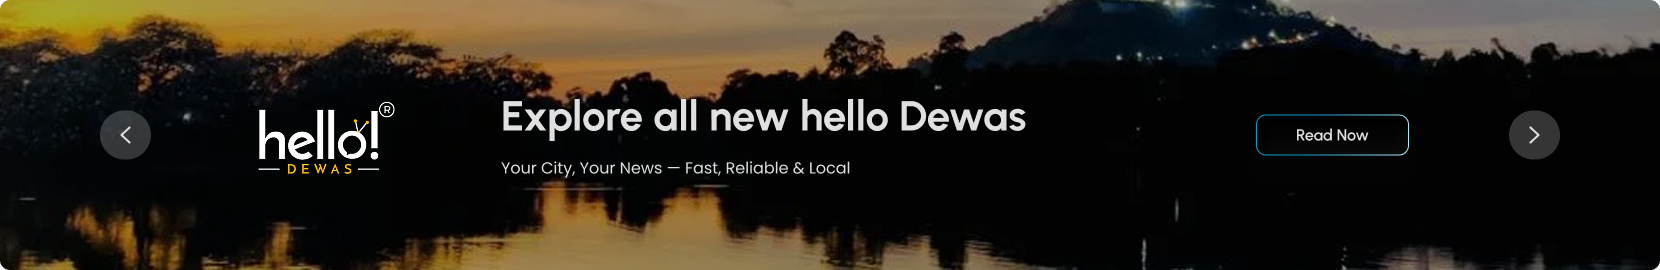 hello!®
DEWAS
Explore all new hello Dewas
Your City, Your News — Fast, Reliable & Local
Read Now